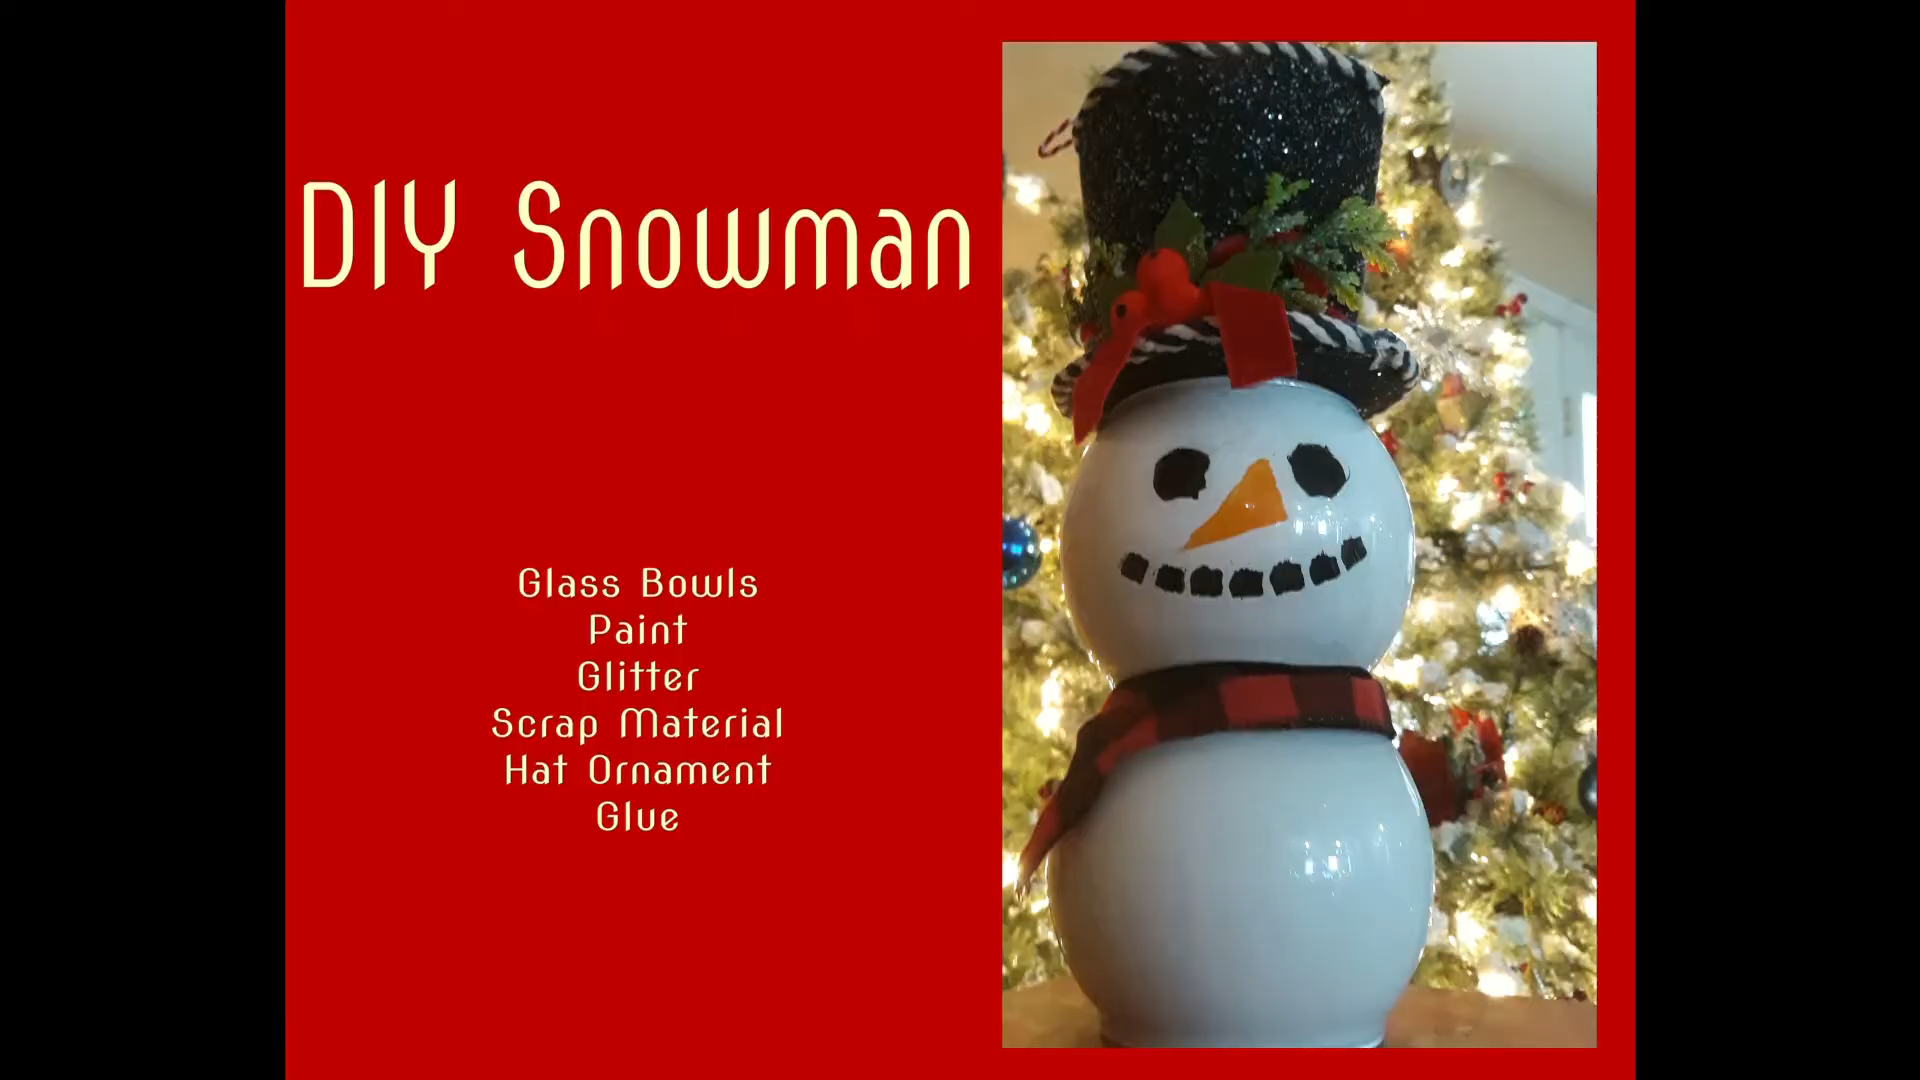 DIY Snowman
Glass Bowls
Paint
Glitter
Scrap Material
Hat Ornament
Glue